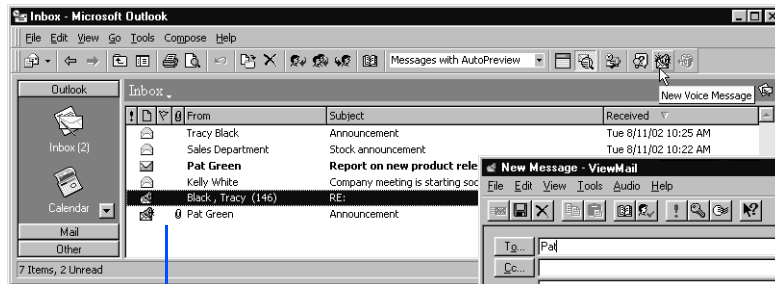 Inbox - Microsoft Outlook
File Edit View Go Tools Compose Help
Messages with AutoPreview
New Voice Message
Outlook
Inbox
! From Subject Received
Tracy Black Announcement Tue 8/11/02 10:25 AM
Sales Department Stock announcement Tue 8/11/02 10:22 AM
Inbox (2)
Pat Green Report on new product rele
Kelly White Company meeting is starting soc
Black , Tracy (146) RE:
Pat Green Announcement
Calendar
Mail
Other
7 Items, 2 Unread
New Message - ViewMail
File Edit View Tools Audio Help
To... Pat
Cc...